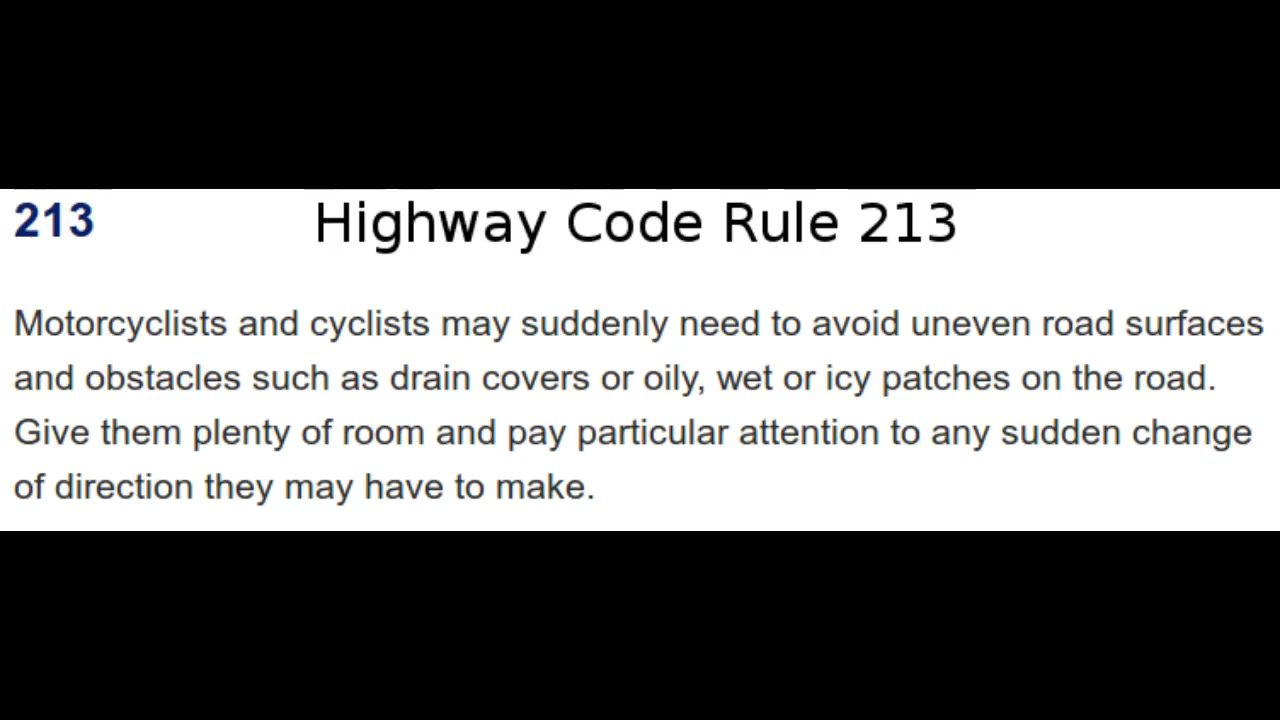 213 Highway Code Rule 213
Motorcyclists and cyclists may suddenly need to avoid uneven road surfaces
and obstacles such as drain covers or oily, wet or icy patches on the road.
Give them plenty of room and pay particular attention to any sudden change
of direction they may have to make.